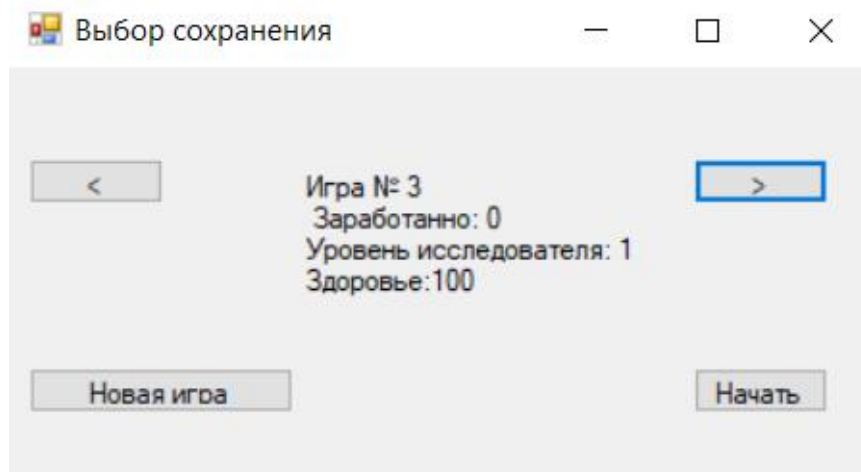 Выбор сохранения
<
Игра № 3
Заработанно: 0
Уровень исследователя: 1
Здоровье:100
>
Новая игра
Начать